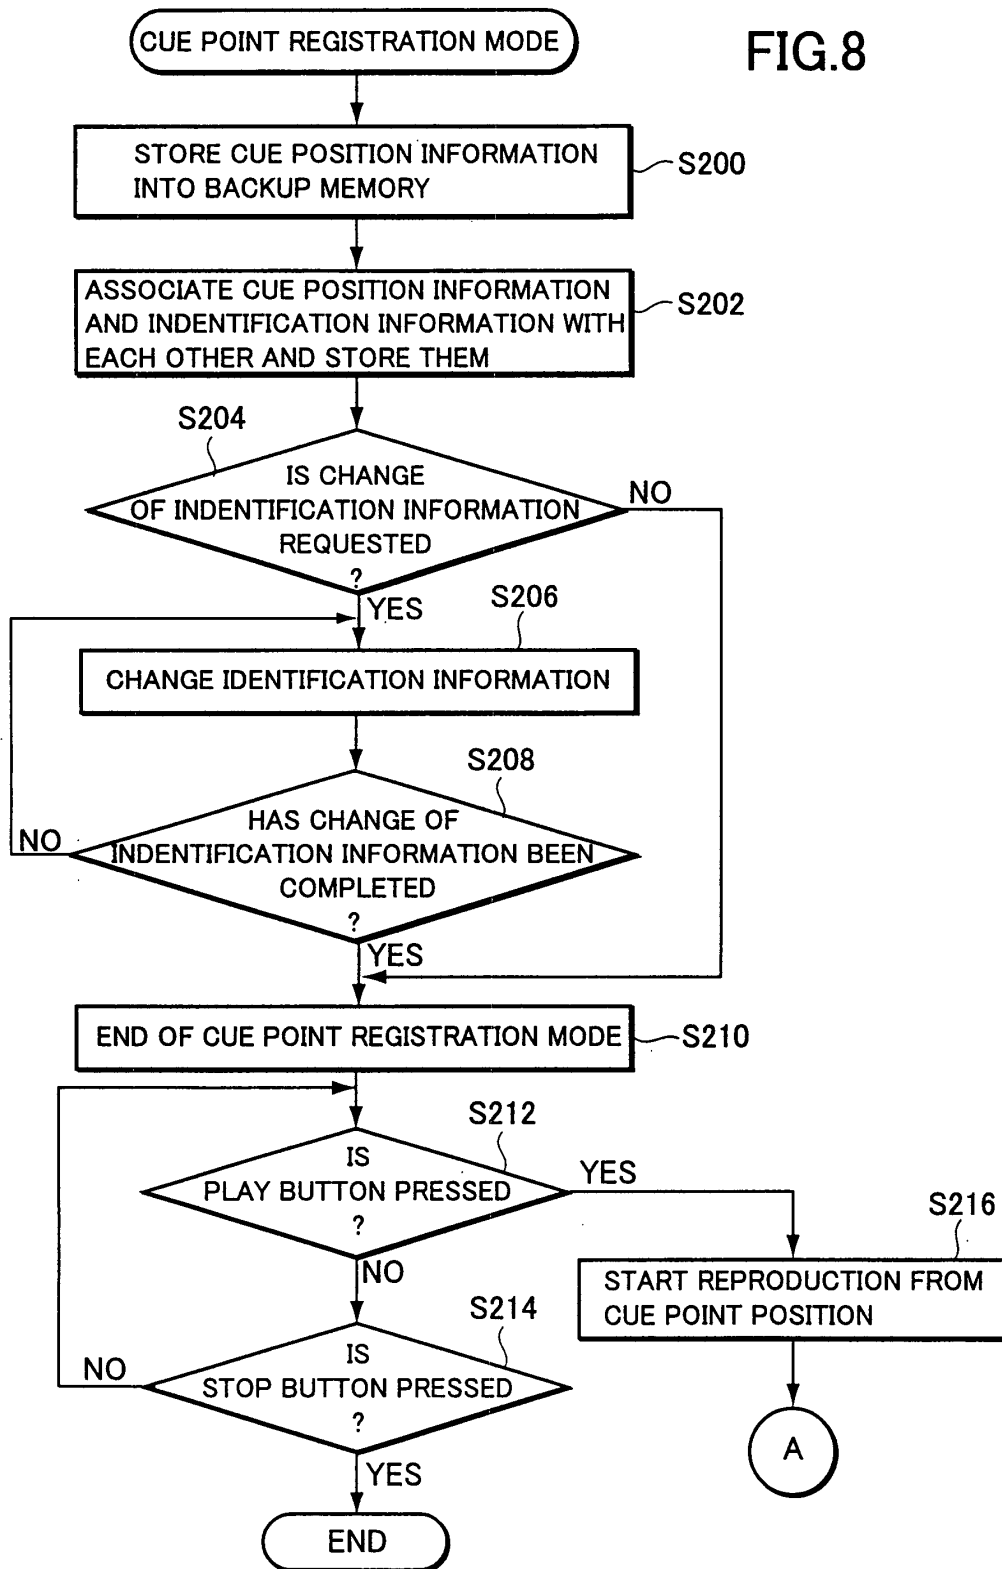 CUE POINT REGISTRATION MODE
FIG.8
STORE CUE POSITION INFORMATION
INTO BACKUP MEMORY
S200
ASSOCIATE CUE POSITION INFORMATION
AND INDENTIFICATION INFORMATION WITH
EACH OTHER AND STORE THEM
S202
S204
IS CHANGE
OF INDENTIFICATION INFORMATION
REQUESTED
?
NO
YES
S206
CHANGE IDENTIFICATION INFORMATION
S208
HAS CHANGE OF
INDENTIFICATION INFORMATION BEEN
COMPLETED
?
NO
YES
END OF CUE POINT REGISTRATION MODE
S210
S212
IS
PLAY BUTTON PRESSED
?
YES
NO
S216
START REPRODUCTION FROM
CUE POINT POSITION
S214
IS
STOP BUTTON PRESSED
?
NO
YES
A
END